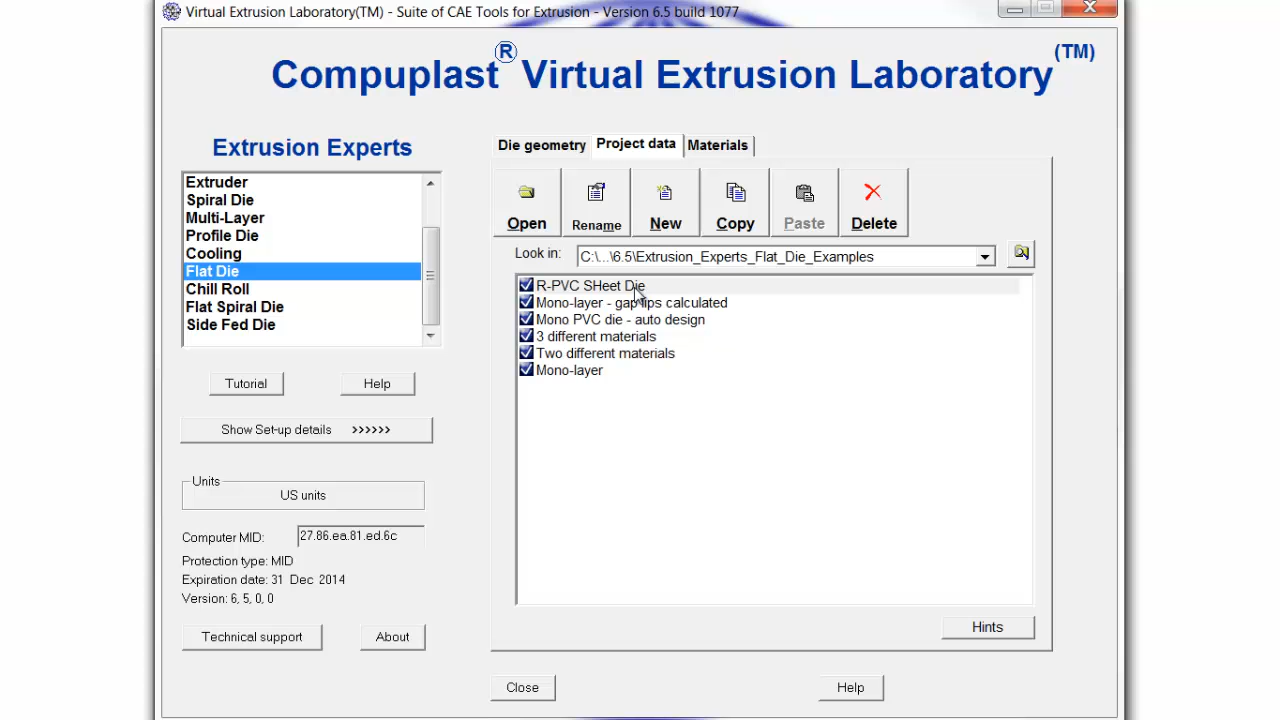 Virtual Extrusion Laboratory(TM) - Suite of CAE Tools for Extrusion - Version 6.5 build 1077
Compuplast® Virtual Extrusion Laboratory (TM)
Extrusion Experts
Extruder
Spiral Die
Multi-Layer
Profile Die
Cooling
Flat Die
Chill Roll
Flat Spiral Die
Side Fed Die
Tutorial
Help
Show Set-up details >>>>>>
Units
US units
Computer MID: 27.86.ea.81.ed.6c
Protection type: MID
Expiration date: 31 Dec 2014
Version: 6, 5, 0, 0
Technical support
About
Die geometry
Project data
Materials
Open
Rename
New
Copy
Paste
Delete
Look in: C:\...\6.5\Extrusion_Experts_Flat_Die_Examples
R-PVC SHeet Die
Mono-layer - gap lips calculated
Mono PVC die - auto design
3 different materials
Two different materials
Mono-layer
Hints
Close
Help